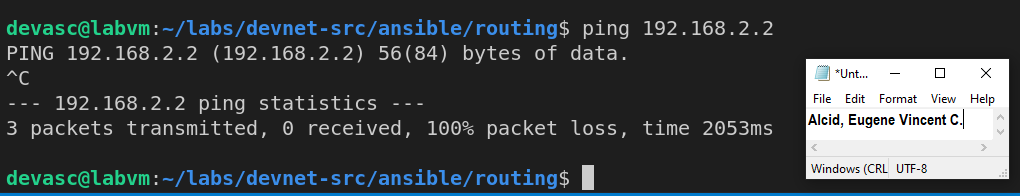 devasc@labvm:~/labs/devnet-src/ansible/routing$ ping 192.168.2.2
PING 192.168.2.2 (192.168.2.2) 56(84) bytes of data.
^C
--- 192.168.2.2 ping statistics ---
3 packets transmitted, 0 received, 100% packet loss, time 2053ms
devasc@labvm:~/labs/devnet-src/ansible/routing$
*Unt...
File Edit Format View Help
Alcid, Eugene Vincent C.
Windows (CRL UTF-8